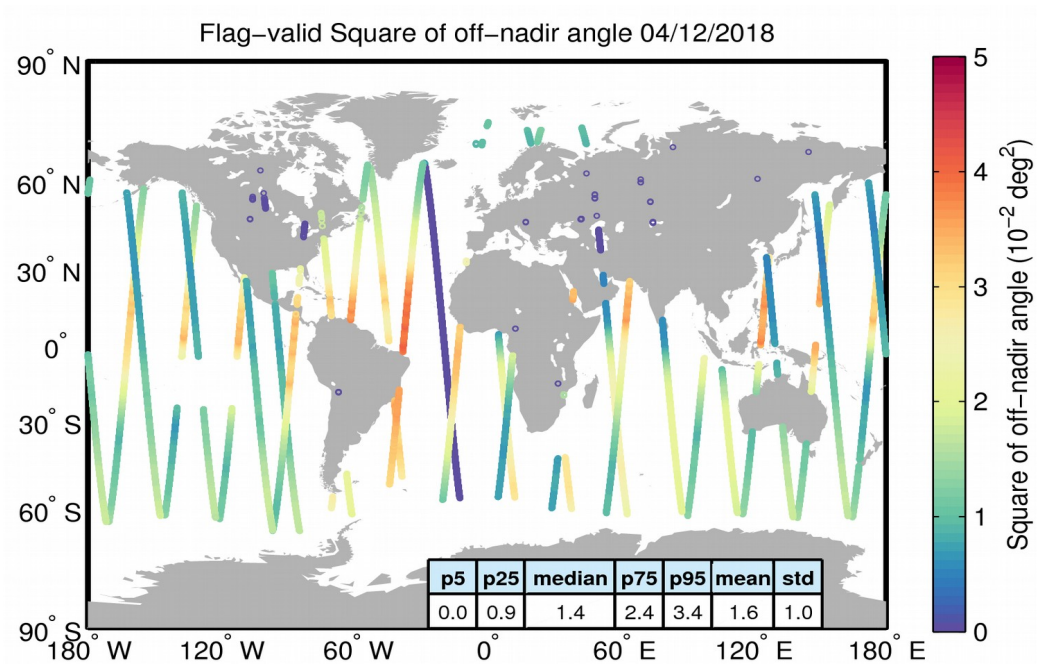 Flag−valid Square of off−nadir angle 04/12/2018
90° N
60° N
30° N
0°
30° S
60° S
90° S
180° W
120° W
60° W
0°
60° E
120° E
180° E
p5 p25 median p75 p95 mean std
0.0 0.9 1.4 2.4 3.4 1.6 1.0
5
4
3
2
1
0
Square of off−nadir angle (10⁻² deg²)